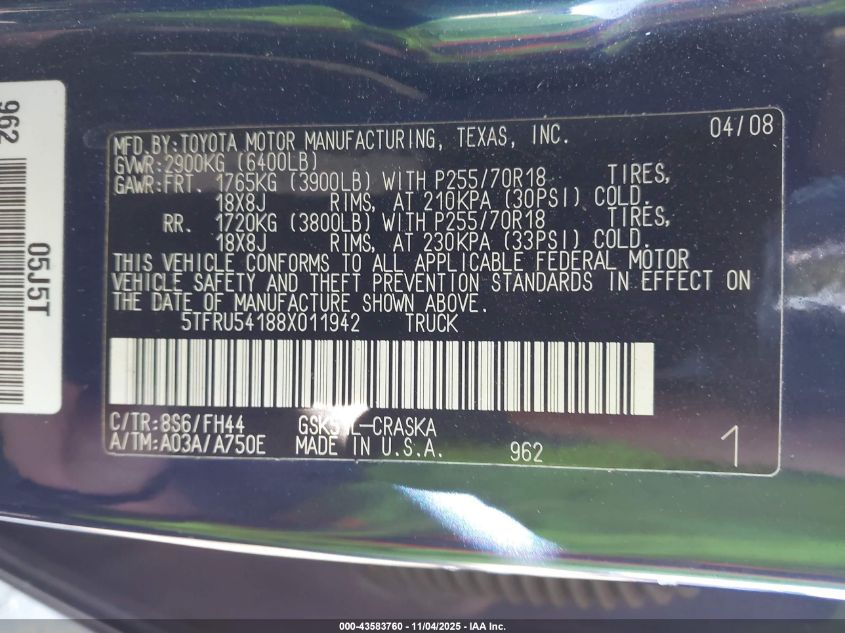 962
05J5T
MFD.BY:TOYOTA MOTOR MANUFACTURING, TEXAS, INC. 04/08
GVWR:2900KG (6400LB)
GAWR:FRT. 1765KG (3900LB) WITH P255/70R18 TIRES,
18X8J RIMS, AT 210KPA (30PSI) COLD.
RR. 1720KG (3800LB) WITH P255/70R18 TIRES,
18X8J RIMS, AT 230KPA (33PSI) COLD.
THIS VEHICLE CONFORMS TO ALL APPLICABLE FEDERAL MOTOR
VEHICLE SAFETY AND THEFT PREVENTION STANDARDS IN EFFECT ON
THE DATE OF MANUFACTURE SHOWN ABOVE.
5TFRU54188X011942 TRUCK
C/TR:8S6/FH44
A/TM:A03A/A750E MADE IN U.S.A. 962 1
000-43583760 - 11/04/2025 - IAA Inc.